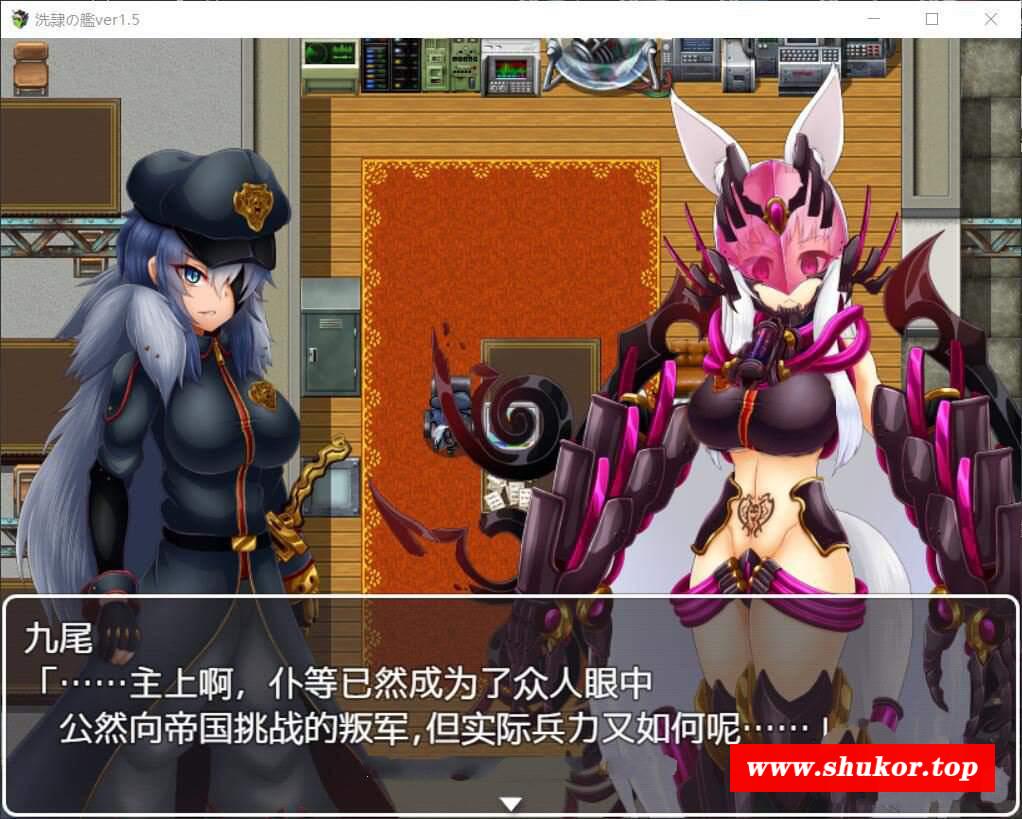 洗隷の艦ver1.5
九尾
「……主上啊，仆等已然成为了众人眼中
公然向帝国挑战的叛军,但实际兵力又如何呢……」
www.shukor.top